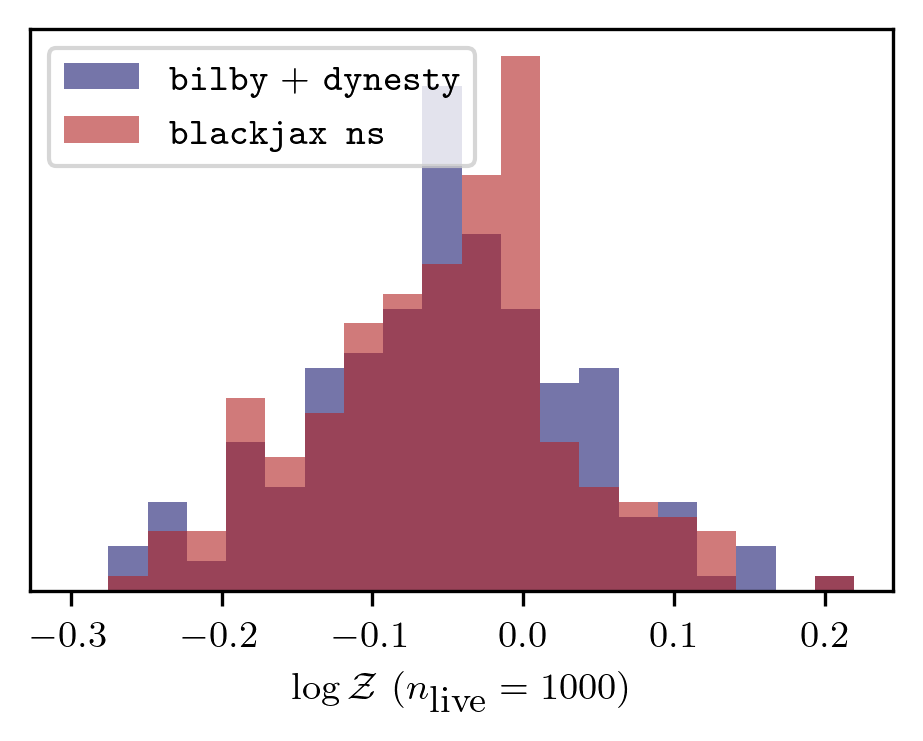 bilby + dynesty
blackjax ns
−0.3 −0.2 −0.1 0.0 0.1 0.2
log 𝒵 (n_live = 1000)